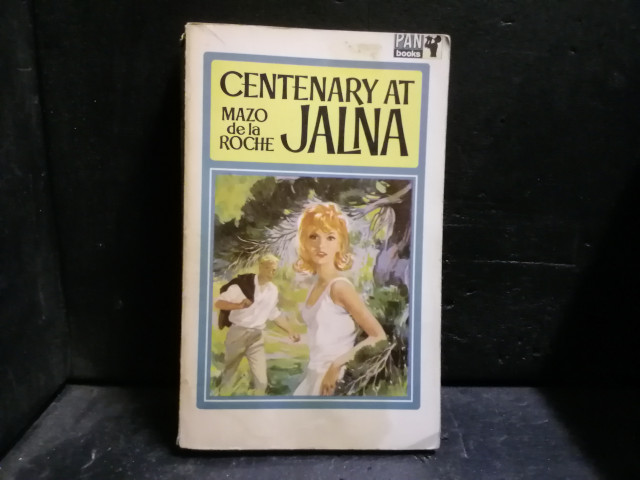 PAN
books
CENTENARY AT
MAZO
de la
ROCHE
JALNA